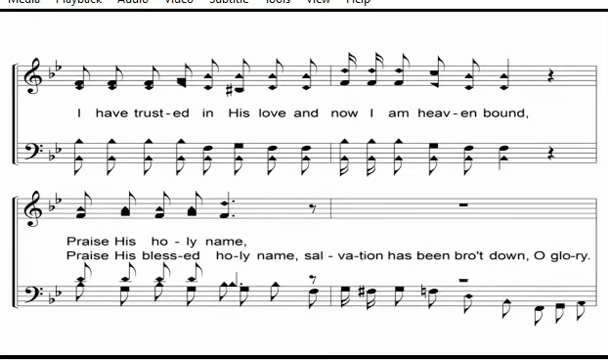 Media Playback Audio Video Subtitle Tools View Help
I have trust-ed in His love and now I am heav-en bound,
Praise His ho - ly name,
Praise His bless-ed ho-ly name, sal - va-tion has been bro't down, O glo-ry.